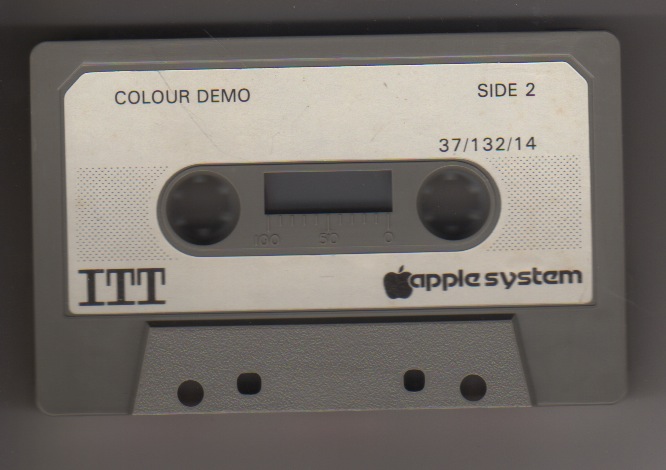 COLOUR DEMO
SIDE 2
37/132/14
100 50 0
ITT
apple system